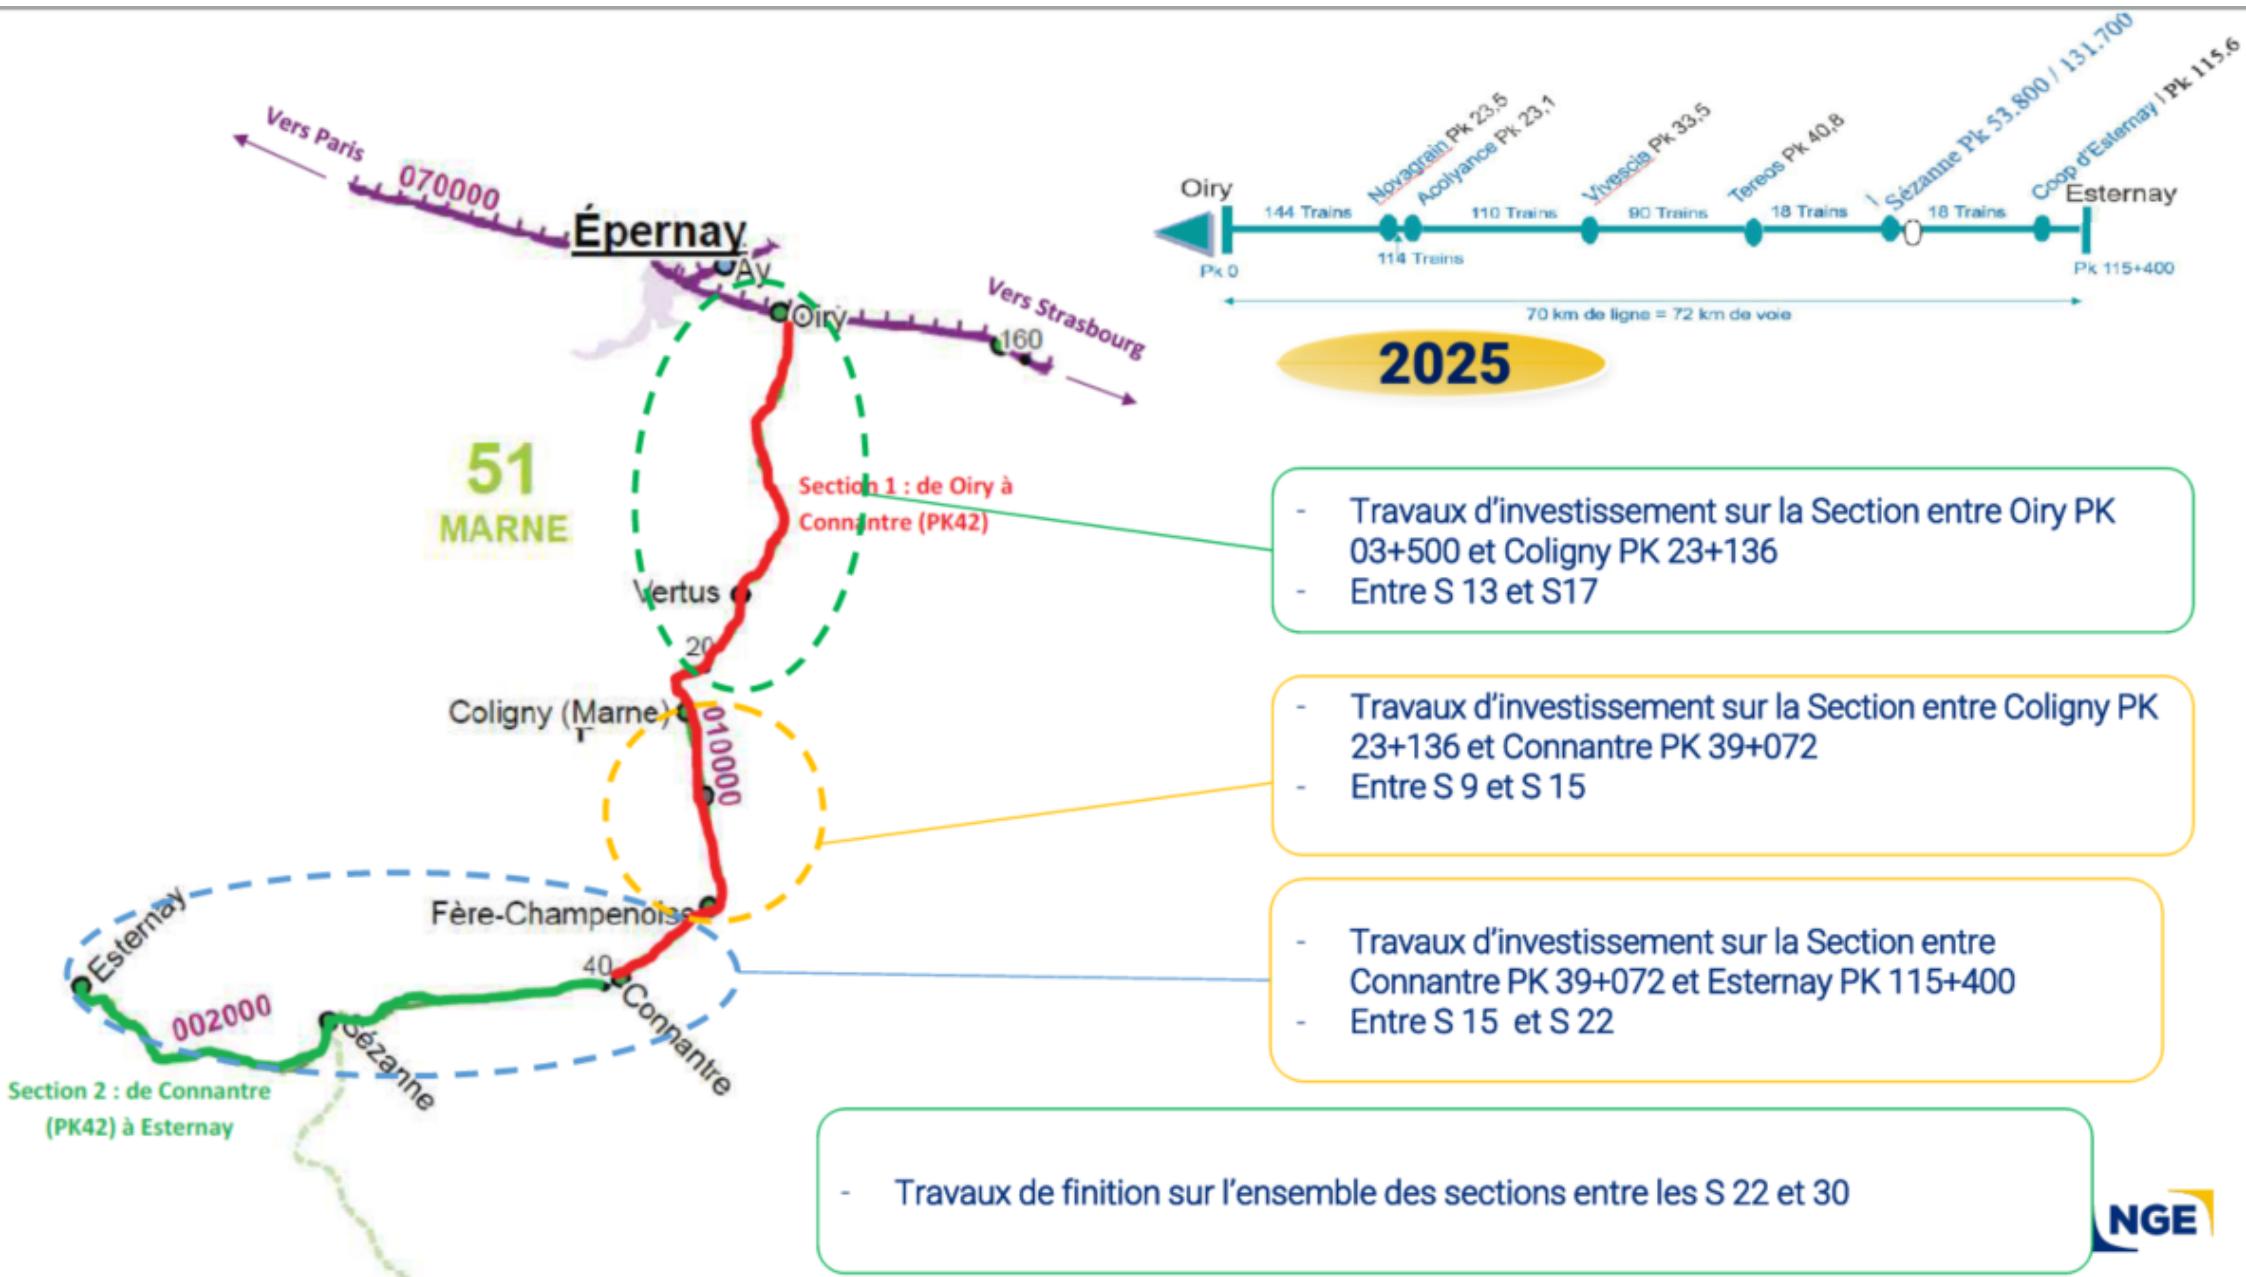 Vers Paris
070000
Épernay
Ay
Oiry
Vers Strasbourg
160
51
MARNE
Section 1 : de Oiry à
Connantre (PK42)
Vertus
20
Coligny (Marne)
010000
Fère-Champenoise
40
Connantre
Esternay
002000
Sézanne
Section 2 : de Connantre
(PK42) à Esternay
Oiry
Novagrain Pk 23,5
Acolyance Pk 23,1
Vivescia Pk 33,5
Tereos Pk 40,8
Sézanne Pk 53.800 / 131.700
Coop d'Esternay Pk 115.6
Esternay
144 Trains
114 Trains
110 Trains
90 Trains
18 Trains
18 Trains
Pk 0
Pk 115+400
70 km de ligne = 72 km de voie
2025
- Travaux d'investissement sur la Section entre Oiry PK
03+500 et Coligny PK 23+136
- Entre S 13 et S17
- Travaux d'investissement sur la Section entre Coligny PK
23+136 et Connantre PK 39+072
- Entre S 9 et S 15
- Travaux d'investissement sur la Section entre
Connantre PK 39+072 et Esternay PK 115+400
- Entre S 15 et S 22
- Travaux de finition sur l'ensemble des sections entre les S 22 et 30
NGE